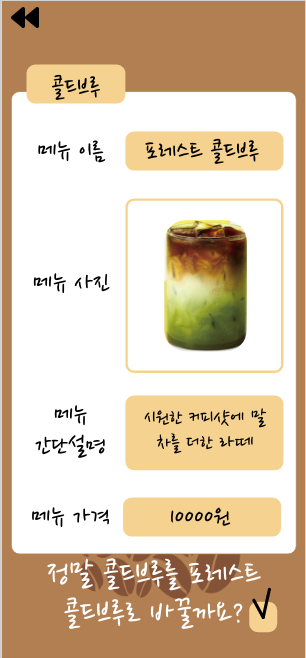 콜드브루
메뉴 이름
포레스트 콜드브루
메뉴 사진
메뉴
간단설명
시원한 커피샷에 말
차를 더한 라떼
메뉴 가격
10000원
정말 콜드브루를 포레스트
콜드브루로 바꿀까요?